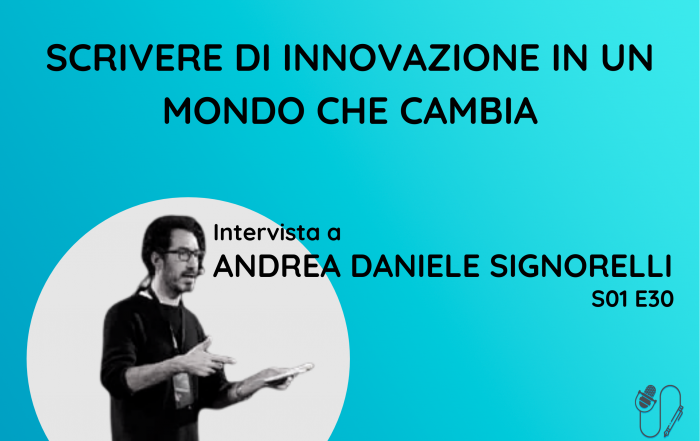 SCRIVERE DI INNOVAZIONE IN UN
MONDO CHE CAMBIA
Intervista a
ANDREA DANIELE SIGNORELLI
S01 E30